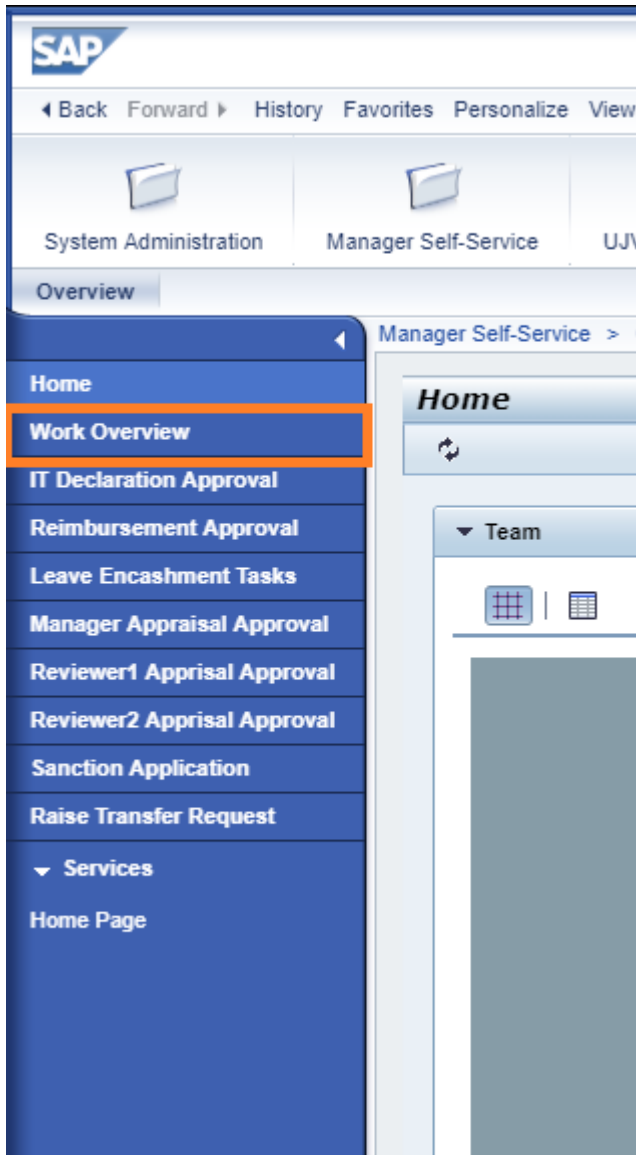 SAP
Back Forward History Favorites Personalize View
System Administration Manager Self-Service
Overview
Manager Self-Service >
Home
Work Overview
IT Declaration Approval
Reimbursement Approval
Leave Encashment Tasks
Manager Appraisal Approval
Reviewer1 Apprisal Approval
Reviewer2 Apprisal Approval
Sanction Application
Raise Transfer Request
Services
Home Page
Home
Team